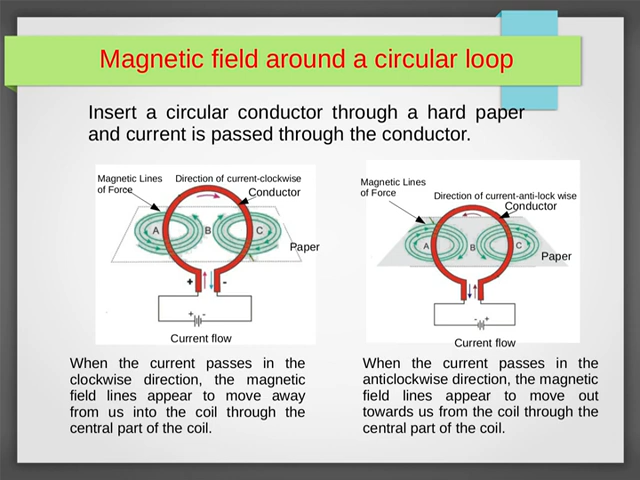 Magnetic field around a circular loop
Insert a circular conductor through a hard paper
and current is passed through the conductor.
Magnetic Lines
of Force
Direction of current-clockwise
Conductor
A
B
C
Paper
+
-
+ -
Current flow
When the current passes in the
clockwise direction, the magnetic
field lines appear to move away
from us into the coil through the
central part of the coil.
Magnetic Lines
of Force
Direction of current-anti-lock wise
Conductor
A
B
C
Paper
- +
Current flow
When the current passes in the
anticlockwise direction, the magnetic
field lines appear to move out
towards us from the coil through the
central part of the coil.